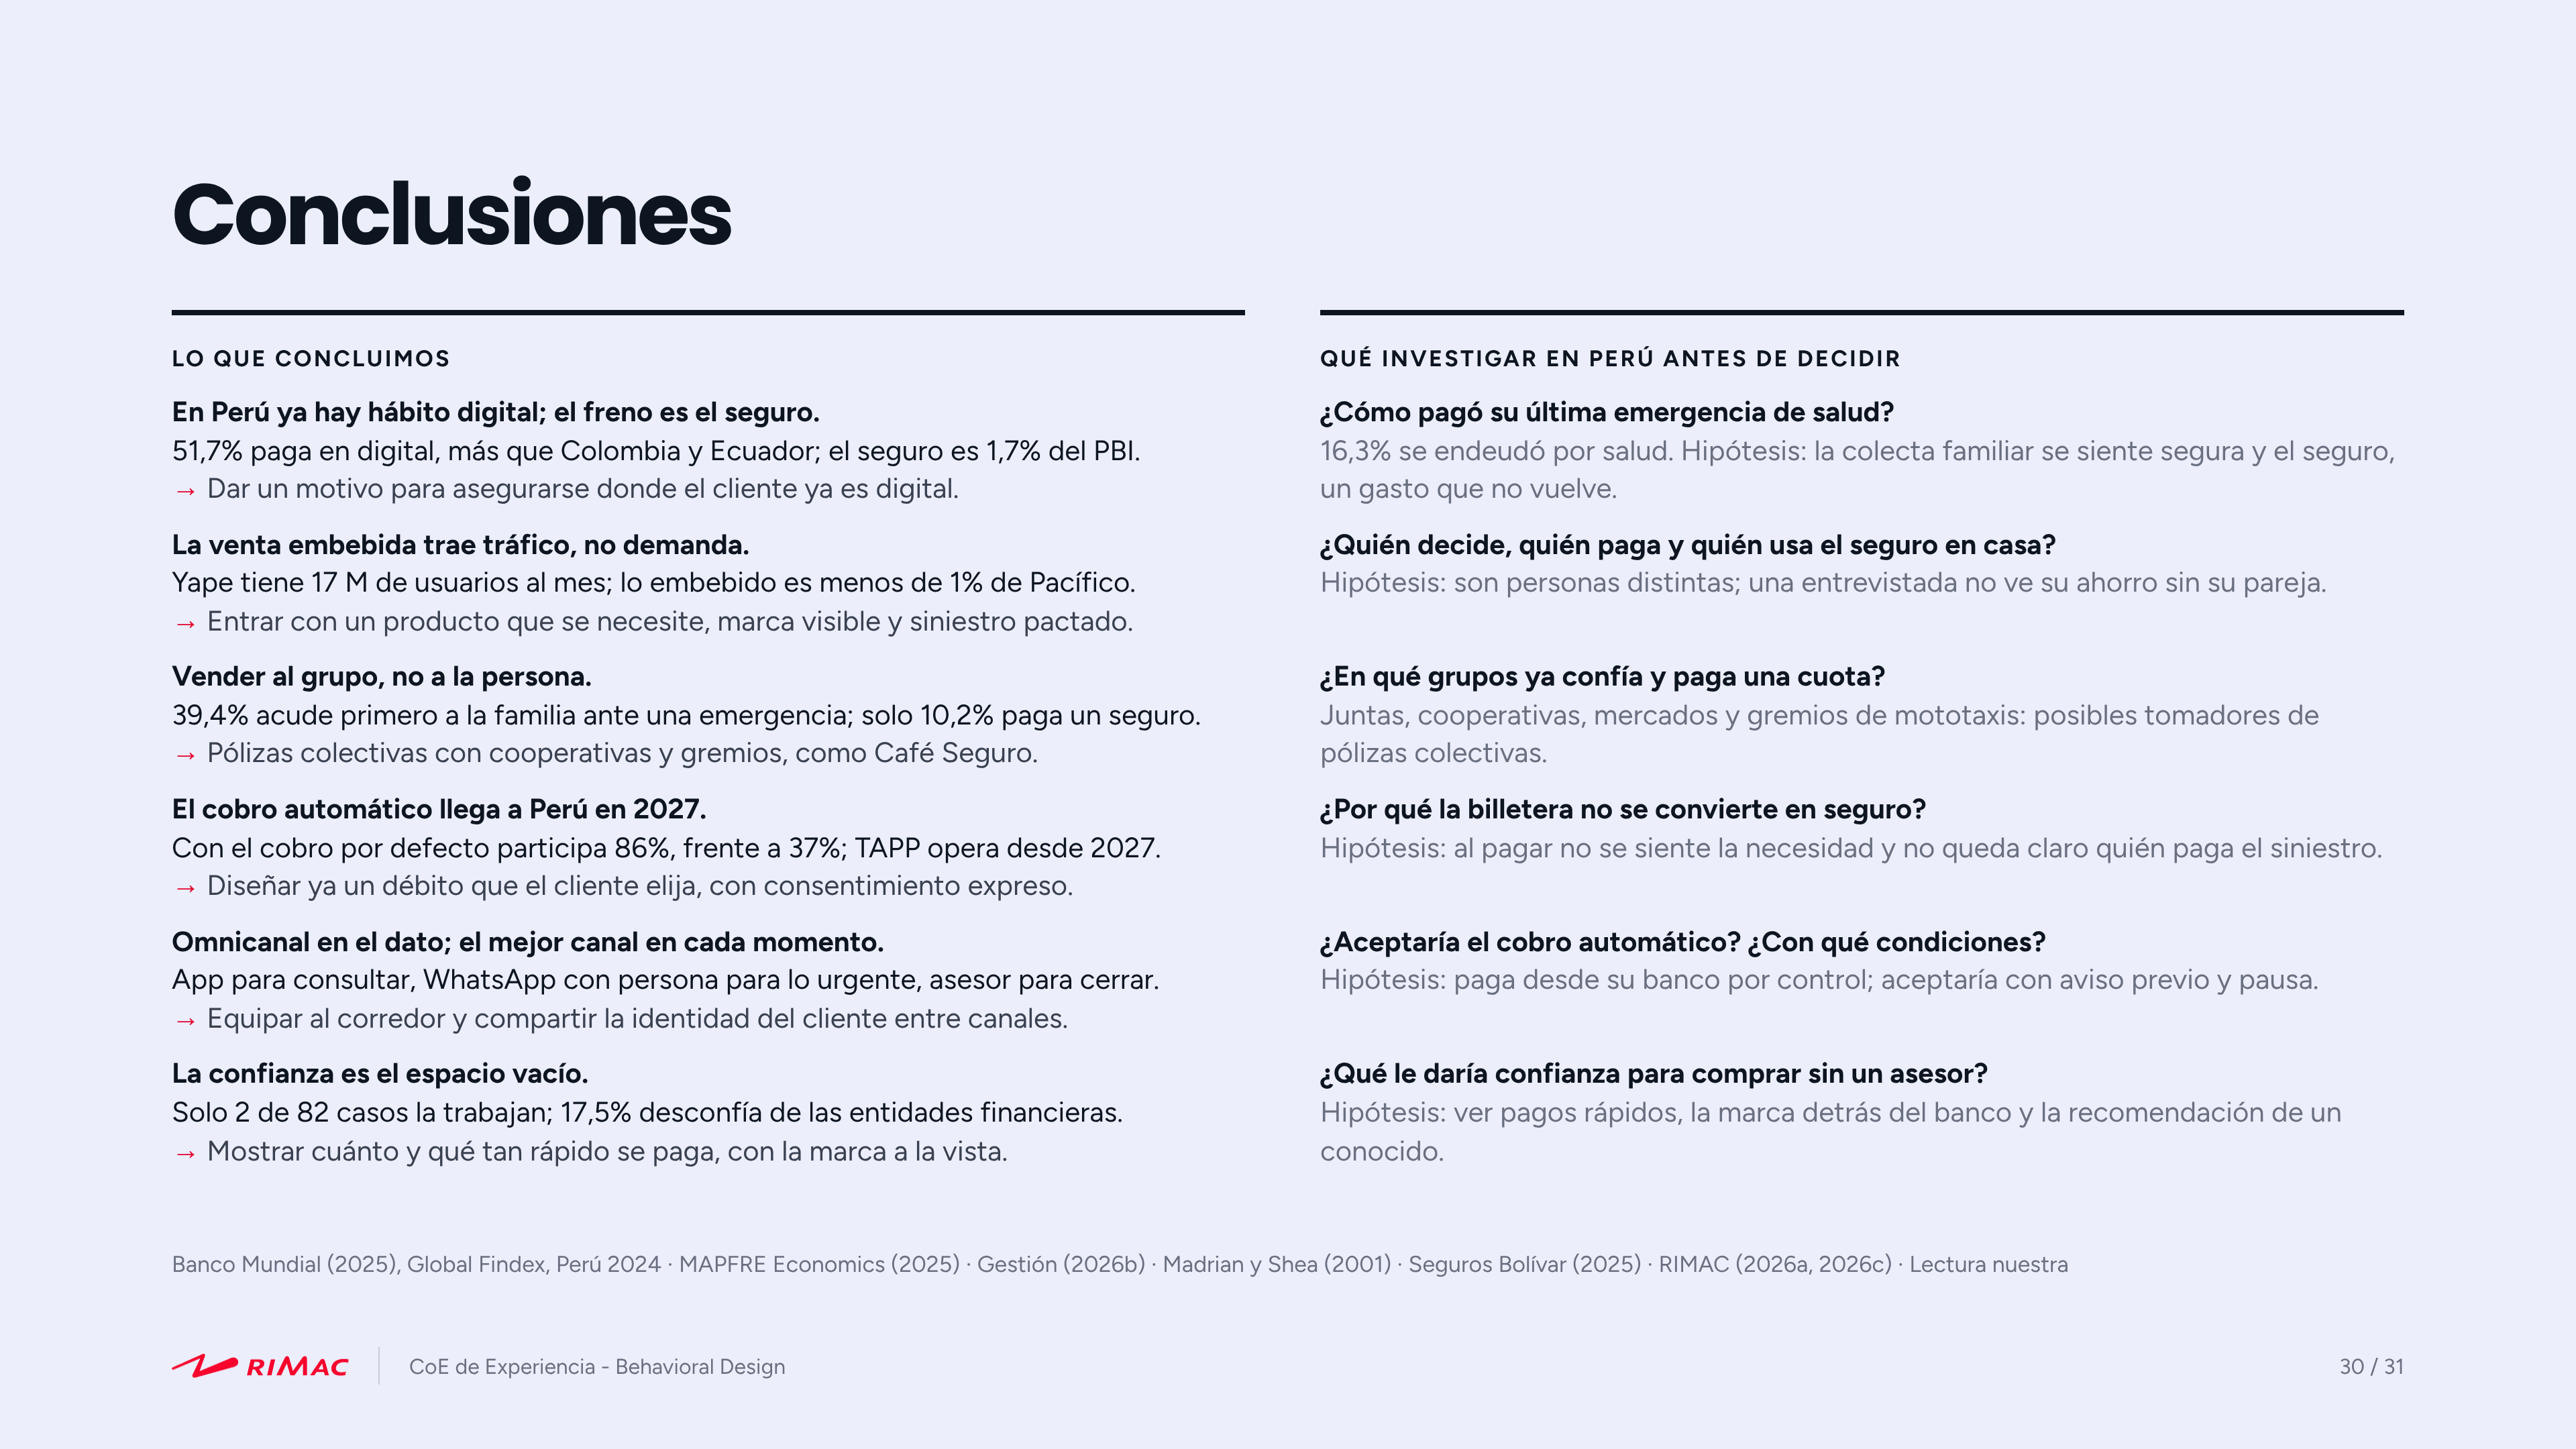 Conclusiones
LO QUE CONCLUIMOS
En Perú ya hay hábito digital; el freno es el seguro.
51,7% paga en digital, más que Colombia y Ecuador; el seguro es 1,7% del PBI.
→ Dar un motivo para asegurarse donde el cliente ya es digital.
La venta embebida trae tráfico, no demanda.
Yape tiene 17 M de usuarios al mes; lo embebido es menos de 1% de Pacífico.
→ Entrar con un producto que se necesite, marca visible y siniestro pactado.
Vender al grupo, no a la persona.
39,4% acude primero a la familia ante una emergencia; solo 10,2% paga un seguro.
→ Pólizas colectivas con cooperativas y gremios, como Café Seguro.
El cobro automático llega a Perú en 2027.
Con el cobro por defecto participa 86%, frente a 37%; TAPP opera desde 2027.
→ Diseñar ya un débito que el cliente elija, con consentimiento expreso.
Omnicanal en el dato; el mejor canal en cada momento.
App para consultar, WhatsApp con persona para lo urgente, asesor para cerrar.
→ Equipar al corredor y compartir la identidad del cliente entre canales.
La confianza es el espacio vacío.
Solo 2 de 82 casos la trabajan; 17,5% desconfía de las entidades financieras.
→ Mostrar cuánto y qué tan rápido se paga, con la marca a la vista.
QUÉ INVESTIGAR EN PERÚ ANTES DE DECIDIR
¿Cómo pagó su última emergencia de salud?
16,3% se endeudó por salud. Hipótesis: la colecta familiar se siente segura y el seguro,
un gasto que no vuelve.
¿Quién decide, quién paga y quién usa el seguro en casa?
Hipótesis: son personas distintas; una entrevistada no ve su ahorro sin su pareja.
¿En qué grupos ya confía y paga una cuota?
Juntas, cooperativas, mercados y gremios de mototaxis: posibles tomadores de
pólizas colectivas.
¿Por qué la billetera no se convierte en seguro?
Hipótesis: al pagar no se siente la necesidad y no queda claro quién paga el siniestro.
¿Aceptaría el cobro automático? ¿Con qué condiciones?
Hipótesis: paga desde su banco por control; aceptaría con aviso previo y pausa.
¿Qué le daría confianza para comprar sin un asesor?
Hipótesis: ver pagos rápidos, la marca detrás del banco y la recomendación de un
conocido.
Banco Mundial (2025), Global Findex, Perú 2024 · MAPFRE Economics (2025) · Gestión (2026b) · Madrian y Shea (2001) · Seguros Bolívar (2025) · RIMAC (2026a, 2026c) · Lectura nuestra
RIMAC
CoE de Experiencia - Behavioral Design
30 / 31